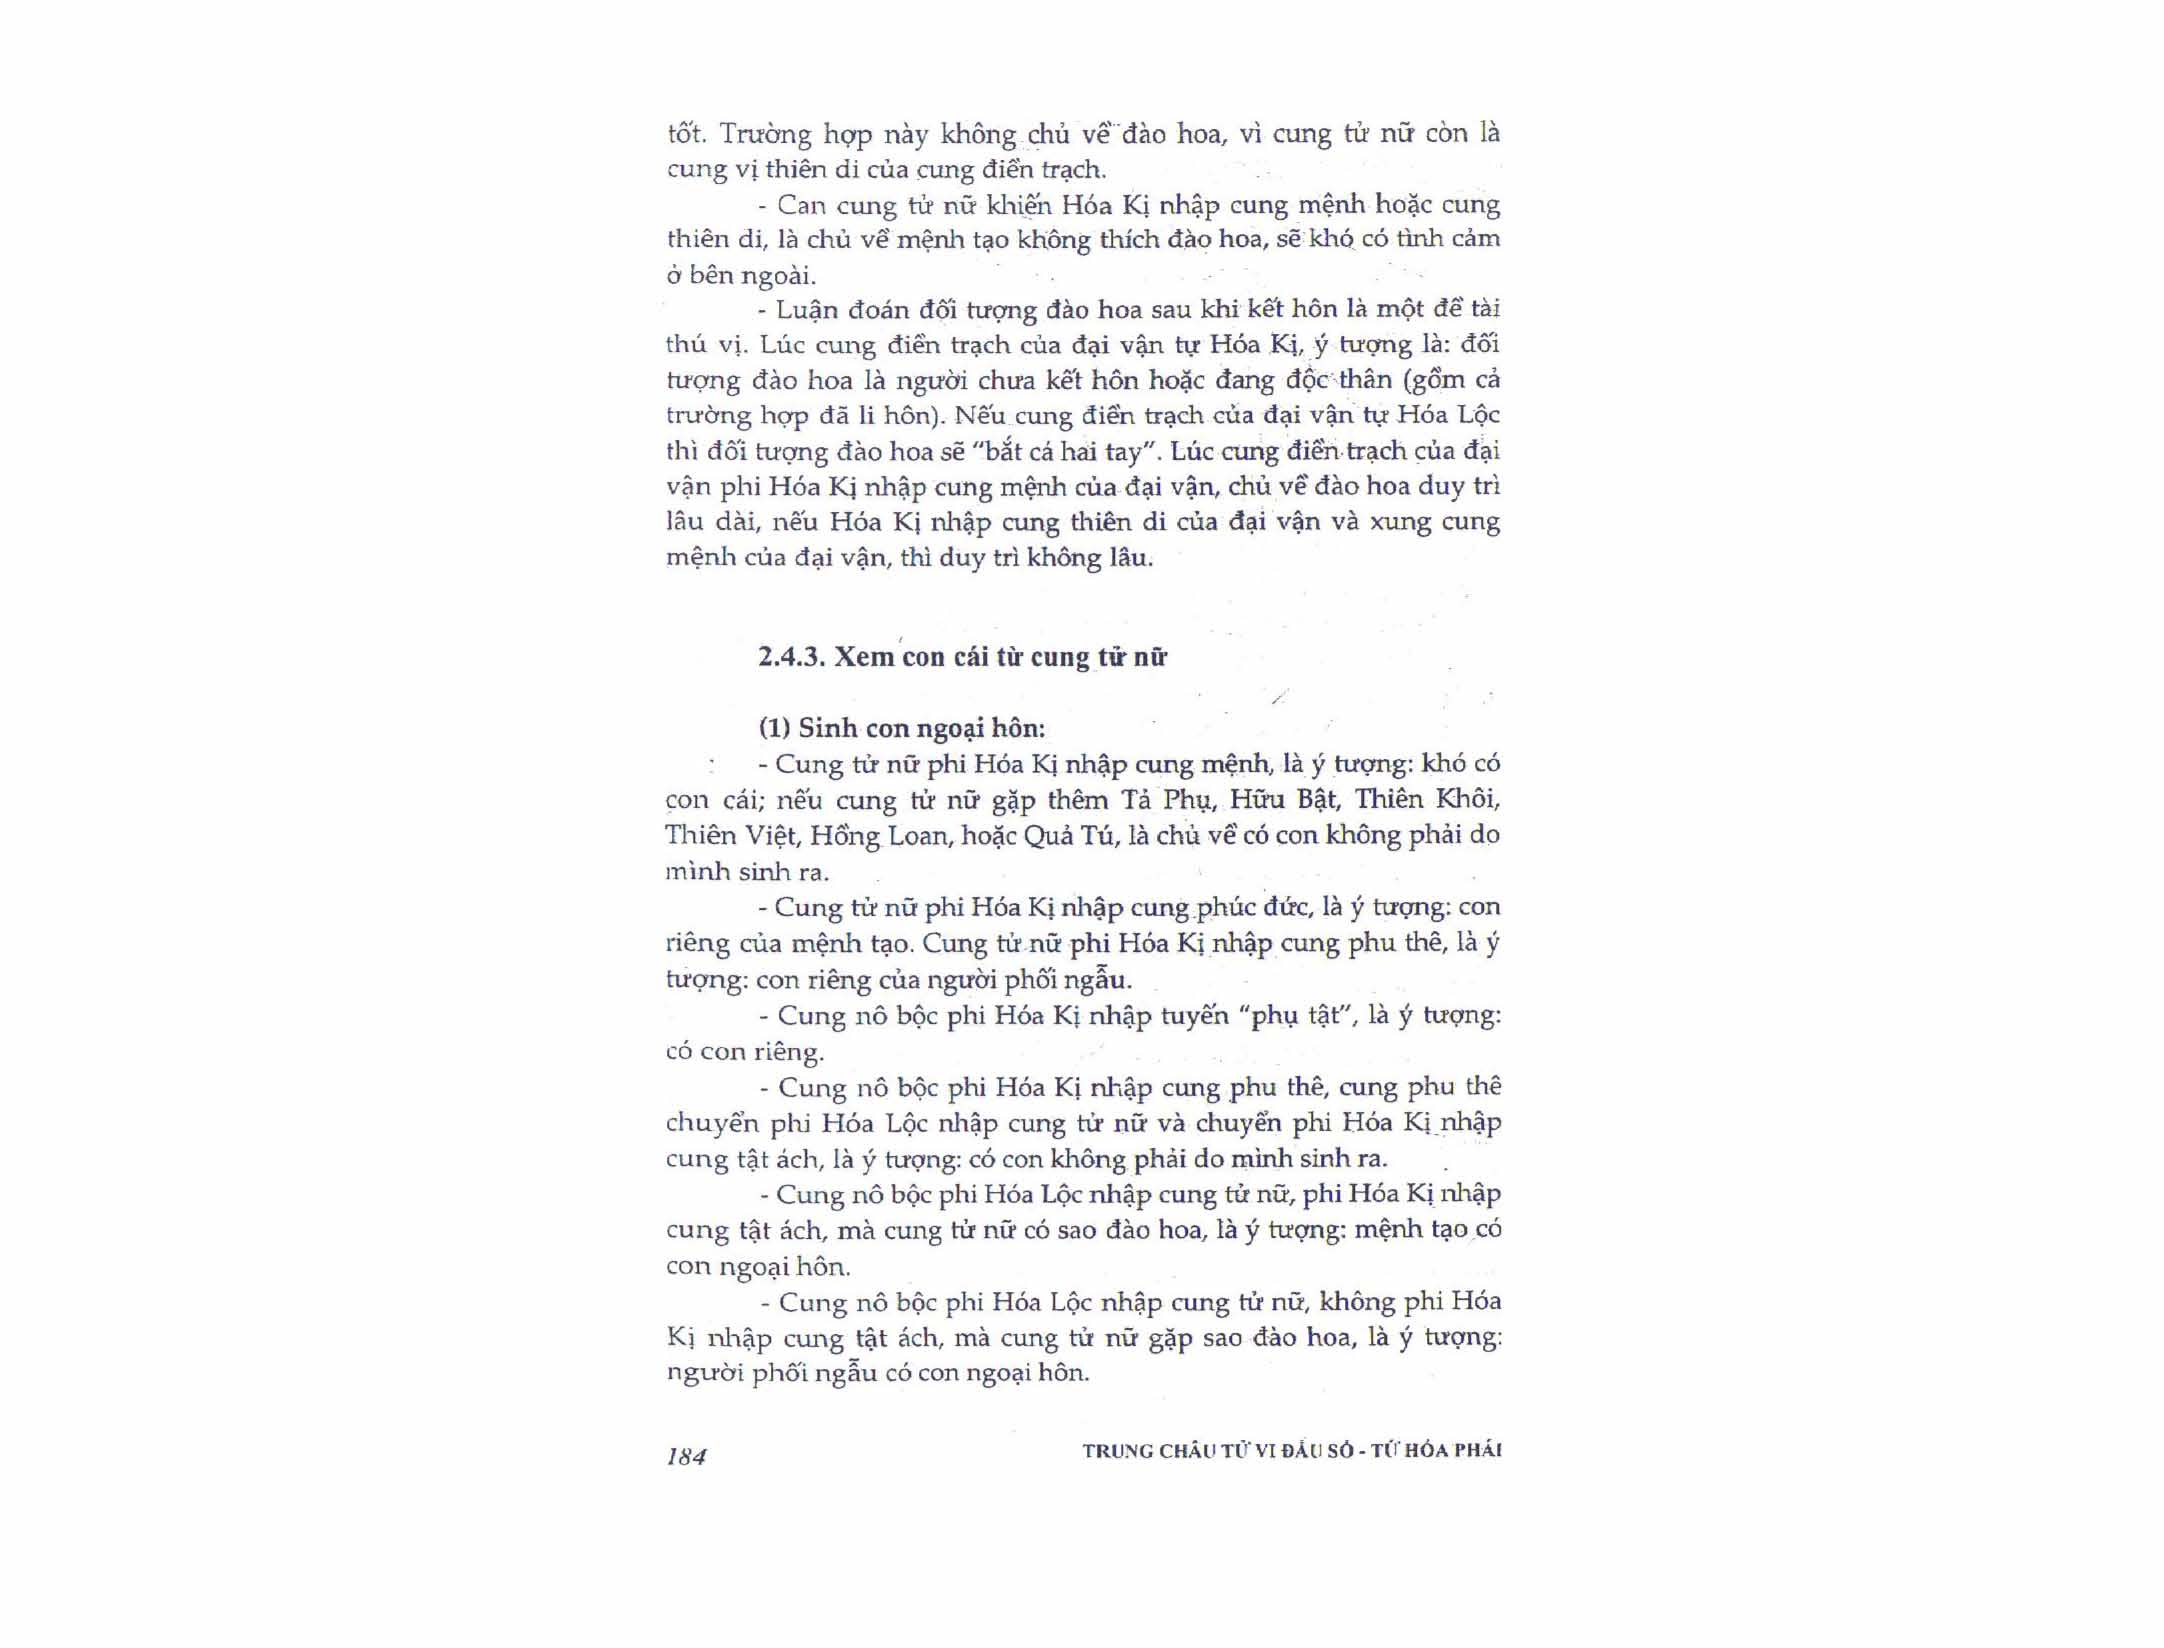 tốt. Trường hợp này không chủ về đào hoa, vì cung tử nữ còn là
cung vị thiên di của cung điền trạch.
- Can cung tử nữ khiến Hóa Kị nhập cung mệnh hoặc cung
thiên di, là chủ về mệnh tạo không thích đào hoa, sẽ khó có tình cảm
ở bên ngoài.
- Luận đoán đối tượng đào hoa sau khi kết hôn là một đề tài
thú vị. Lúc cung điền trạch của đại vận tự Hóa Kị, ý tượng là: đối
tượng đào hoa là người chưa kết hôn hoặc đang độc thân (gồm cả
trường hợp đã li hôn). Nếu cung điền trạch của đại vận tự Hóa Lộc
thì đối tượng đào hoa sẽ "bắt cá hai tay". Lúc cung điền trạch của đại
vận phi Hóa Kị nhập cung mệnh của đại vận, chủ về đào hoa duy trì
lâu dài, nếu Hóa Kị nhập cung thiên di của đại vận và xung cung
mệnh của đại vận, thì duy trì không lâu.
2.4.3. Xem con cái từ cung tử nữ
(1) Sinh con ngoại hôn:
- Cung tử nữ phi Hóa Kị nhập cung mệnh, là ý tượng: khó có
con cái; nếu cung tử nữ gặp thêm Tả Phụ, Hữu Bật, Thiên Khôi,
Thiên Việt, Hồng Loan, hoặc Quả Tú, là chủ về có con không phải do
mình sinh ra.
- Cung tử nữ phi Hóa Kị nhập cung phúc đức, là ý tượng: con
riêng của mệnh tạo. Cung tử nữ phi Hóa Kị nhập cung phu thê, là ý
tượng: con riêng của người phối ngẫu.
- Cung nô bộc phi Hóa Kị nhập tuyến "phụ tật", là ý tượng:
có con riêng.
- Cung nô bộc phi Hóa Kị nhập cung phu thê, cung phu thê
chuyển phi Hóa Lộc nhập cung tử nữ và chuyển phi Hóa Kị nhập
cung tật ách, là ý tượng: có con không phải do mình sinh ra.
- Cung nô bộc phi Hóa Lộc nhập cung tử nữ, phi Hóa Kị nhập
cung tật ách, mà cung tử nữ có sao đào hoa, là ý tượng: mệnh tạo có
con ngoại hôn.
- Cung nô bộc phi Hóa Lộc nhập cung tử nữ, không phi Hóa
Kị nhập cung tật ách, mà cung tử nữ gặp sao đào hoa, là ý tượng:
người phối ngẫu có con ngoại hôn.
184
TRUNG CHÂU TỬ VI ĐẨU SỐ - TỨ HÓA PHÁI